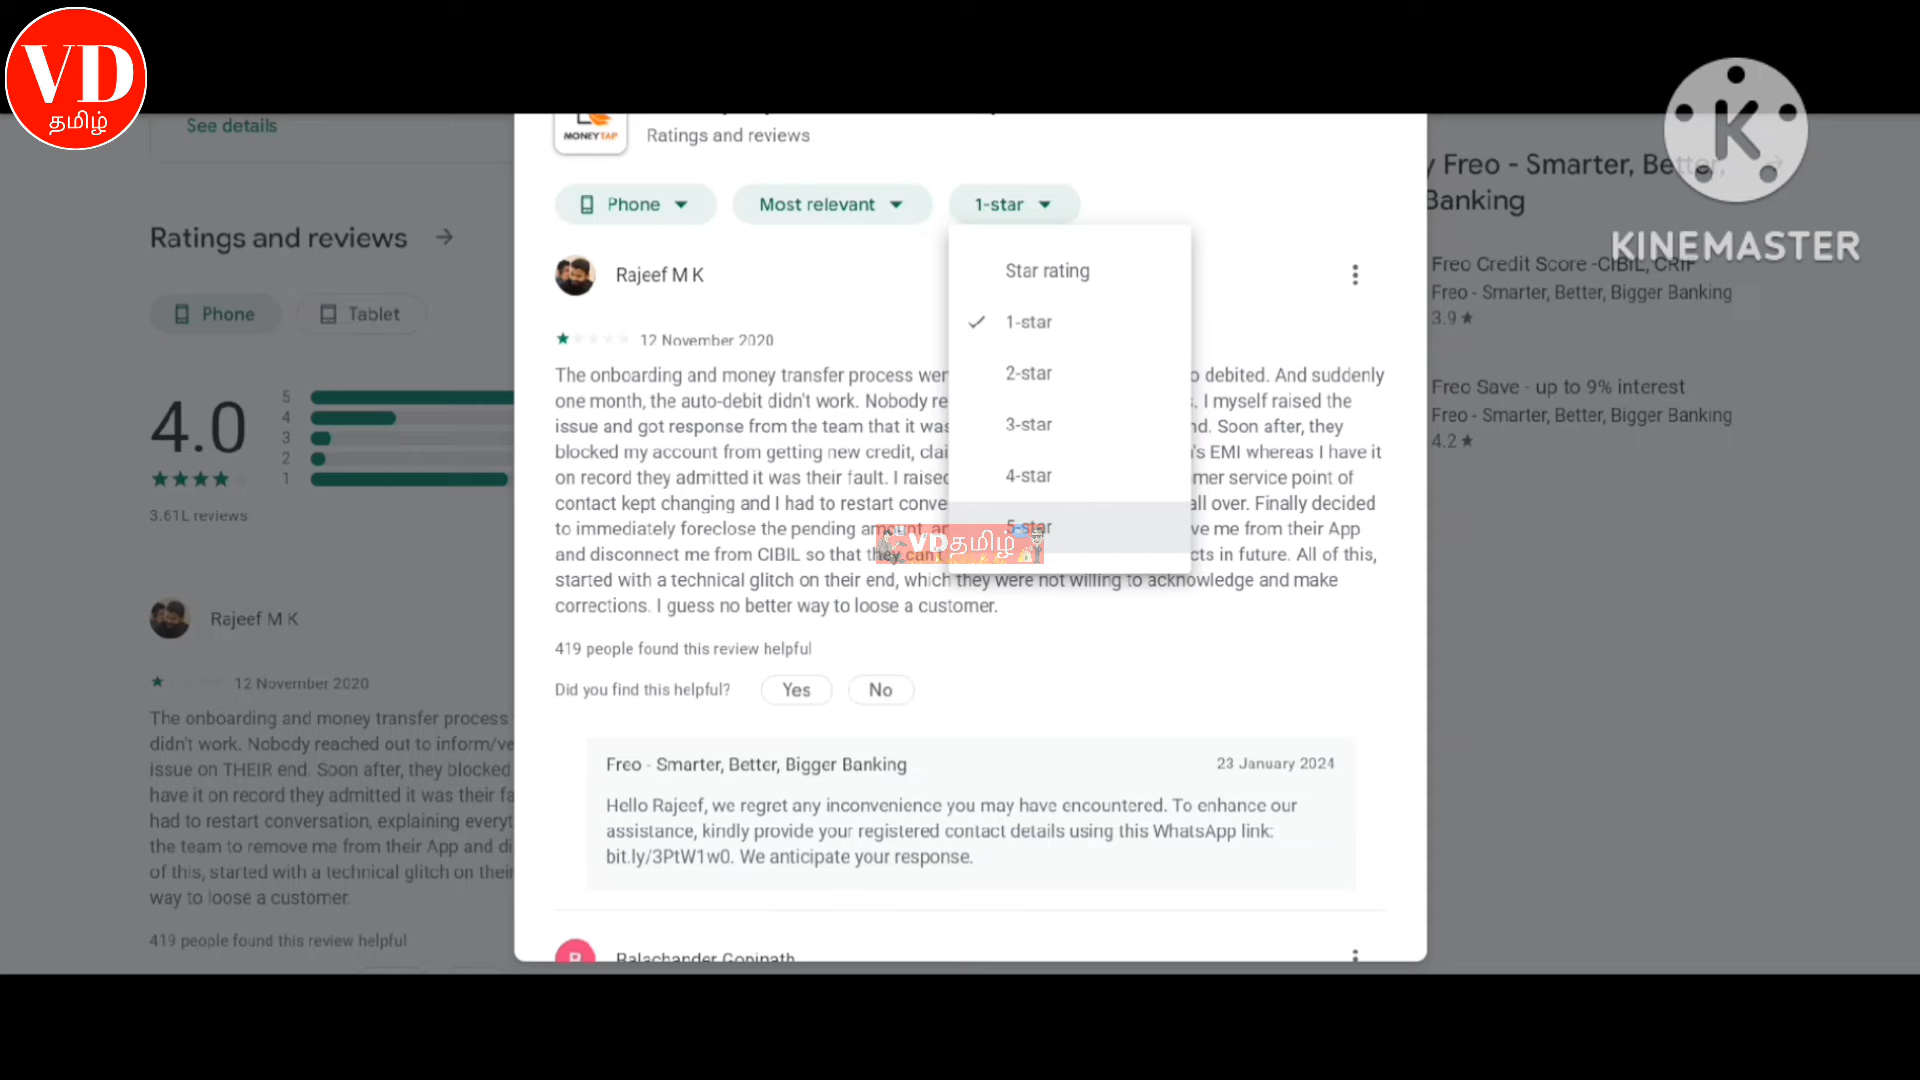 VD
தமிழ்
See details
Ratings and reviews
Phone
Tablet
4.0
5
4
3
2
1
3.61L reviews
Rajeef M K
12 November 2020
The onboarding and money transfer process
didn't work. Nobody reached out to inform/ve
issue on THEIR end. Soon after, they blocked
have it on record they admitted it was their fa
had to restart conversation, explaining everyt
the team to remove me from their App and di
of this, started with a technical glitch on their
way to loose a customer.
419 people found this review helpful
MONEYTAP
Ratings and reviews
Phone
Most relevant
1-star
Star rating
1-star
2-star
3-star
4-star
5-star
Rajeef M K
12 November 2020
The onboarding and money transfer process wen o debited. And suddenly
one month, the auto-debit didn't work. Nobody re s. I myself raised the
issue and got response from the team that it was nd. Soon after, they
blocked my account from getting new credit, clai 's EMI whereas I have it
on record they admitted it was their fault. I raised mer service point of
contact kept changing and I had to restart conve all over. Finally decided
to immediately foreclose the pending amount, an ve me from their App
and disconnect me from CIBIL so that they can't cts in future. All of this,
started with a technical glitch on their end, which they were not willing to acknowledge and make
corrections. I guess no better way to loose a customer.
VDதமிழ்
419 people found this review helpful
Did you find this helpful?
Yes
No
Freo - Smarter, Better, Bigger Banking
23 January 2024
Hello Rajeef, we regret any inconvenience you may have encountered. To enhance our
assistance, kindly provide your registered contact details using this WhatsApp link:
bit.ly/3PtW1w0. We anticipate your response.
Balachander Gopinath
y Freo - Smarter, Better,
Banking
Freo Credit Score -CIBIL, CRIF
Freo - Smarter, Better, Bigger Banking
3.9
Freo Save - up to 9% interest
Freo - Smarter, Better, Bigger Banking
4.2
K
KINEMASTER